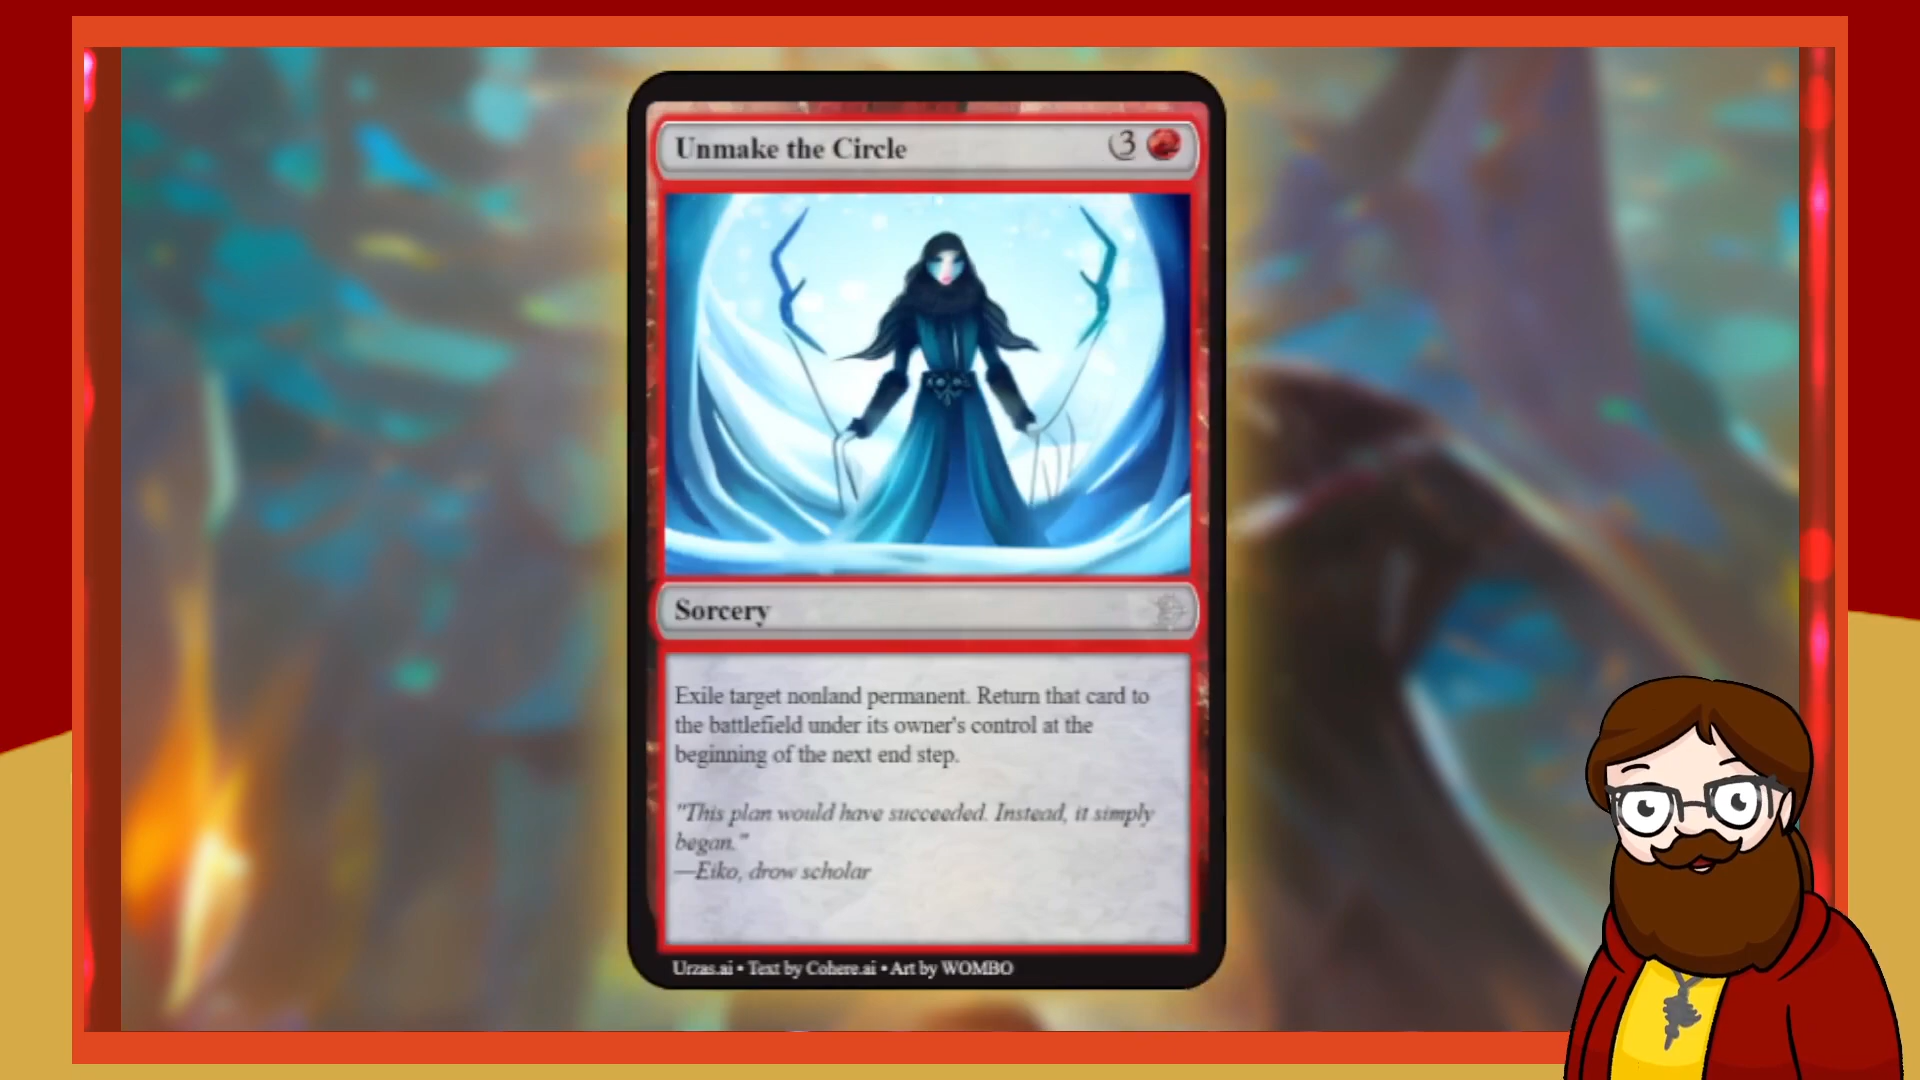 Unmake the Circle 3
Sorcery
Exile target nonland permanent. Return that card to
the battlefield under its owner's control at the
beginning of the next end step.
"This plan would have succeeded. Instead, it simply
began."
—Eiko, drow scholar
Urzas.ai • Text by Cohere.ai • Art by WOMBO